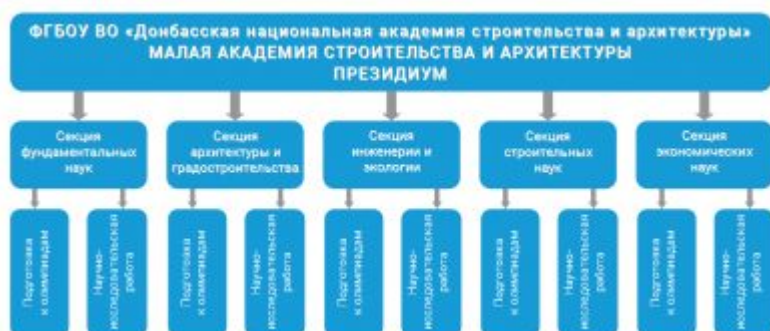 ФГБОУ ВО «Донбасская национальная академия строительства и архитектуры»
МАЛАЯ АКАДЕМИЯ СТРОИТЕЛЬСТВА И АРХИТЕКТУРЫ
ПРЕЗИДИУМ
Секция
фундаментальных
наук
Секция
архитектуры и
градостроительства
Секция
инженерии и
экологии
Секция
строительных
наук
Секция
экономических
наук
Подготовка
к олимпиадам
Научно-
исследовательская
работа
Подготовка
к олимпиадам
Научно-
исследовательская
работа
Подготовка
к олимпиадам
Научно-
исследовательская
работа
Подготовка
к олимпиадам
Научно-
исследовательская
работа
Подготовка
к олимпиадам
Научно-
исследовательская
работа